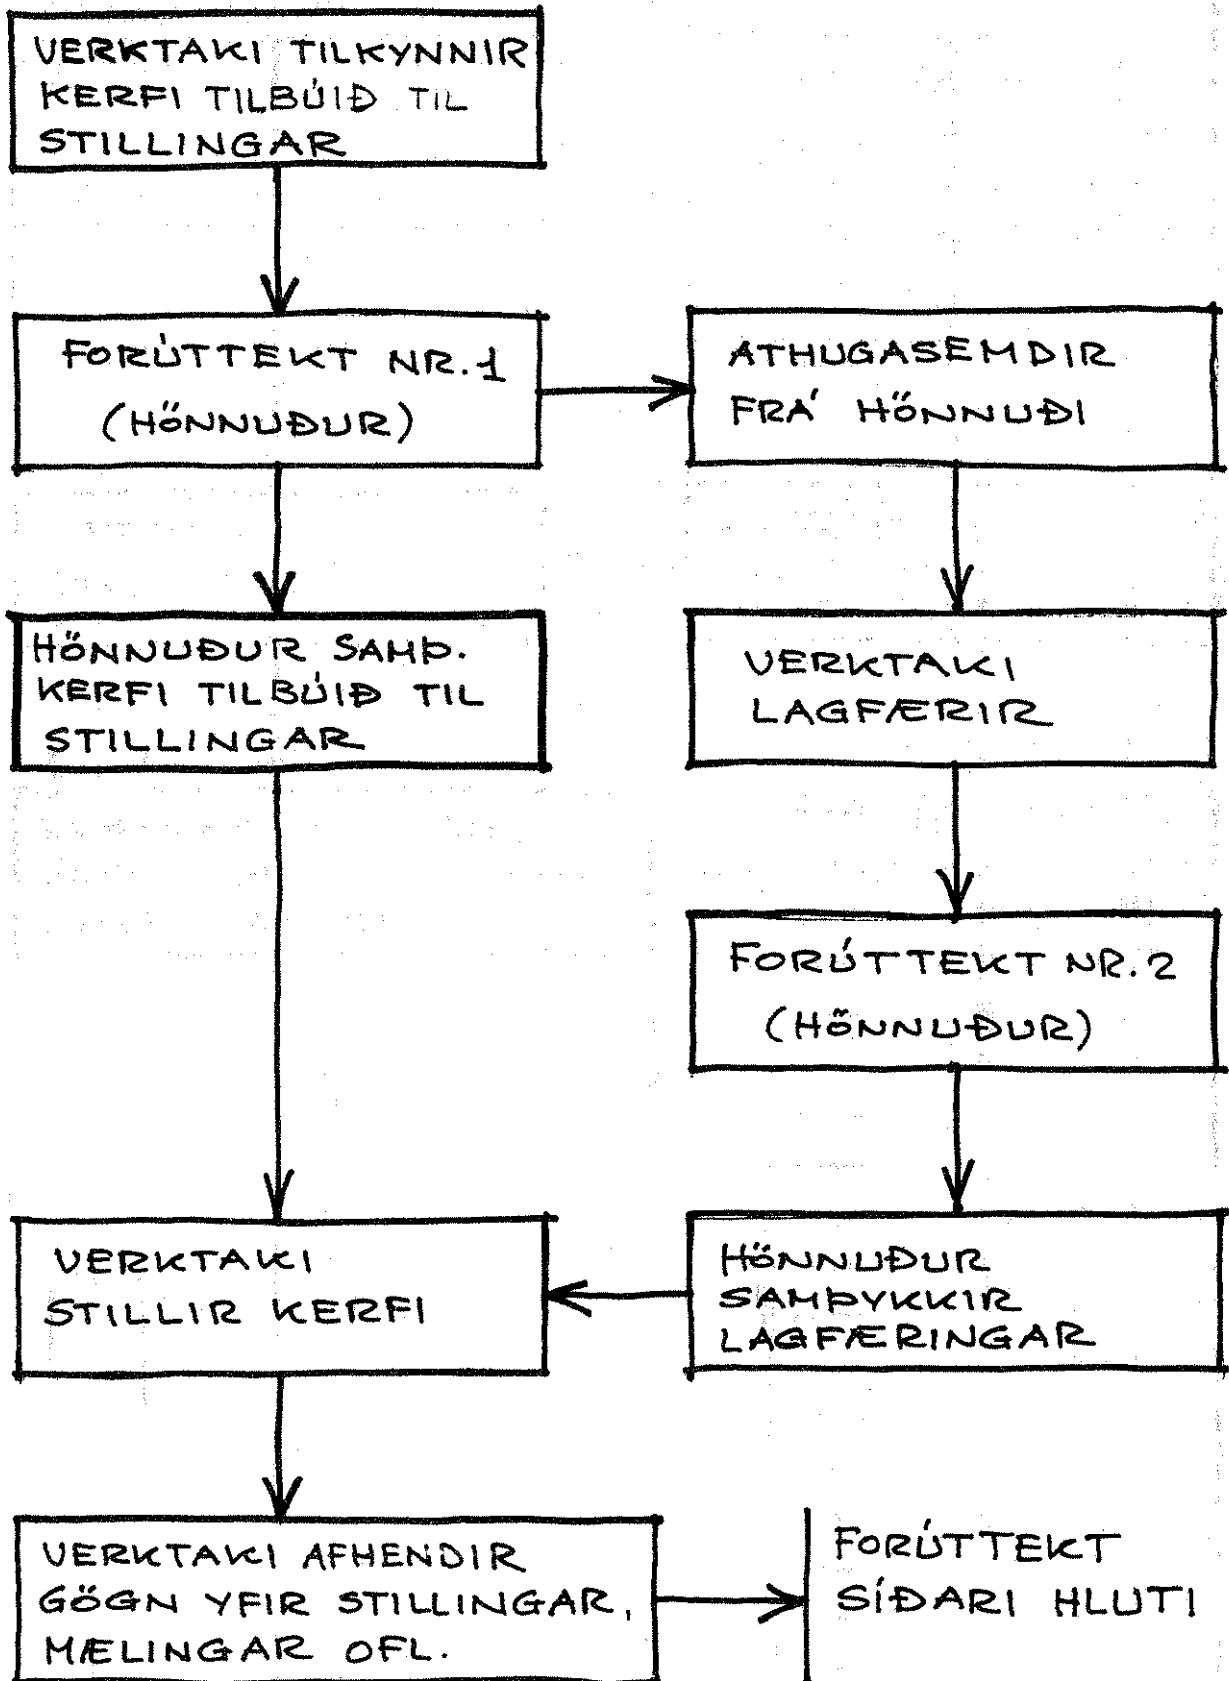 VERKTAKI TILKYNNIR
KERFI TILBÚIÐ TIL
STILLINGAR
FORÚTTEKT NR.1
(HÖNNUÐUR)
ATHUGASEMDIR
FRÁ HÖNNUÐI
HÖNNUÐUR SAMÞ.
KERFI TILBÚIÐ TIL
STILLINGAR
VERKTAKI
LAGFÆRIR
FORÚTTEKT NR.2
(HÖNNUÐUR)
VERKTAKI
STILLIR KERFI
HÖNNUÐUR
SAMÞYKKIR
LAGFÆRINGAR
VERKTAKI AFHENDIR
GÖGN YFIR STILLINGAR,
MÆLINGAR OFL.
FORÚTTEKT
SÍÐARI HLUTI